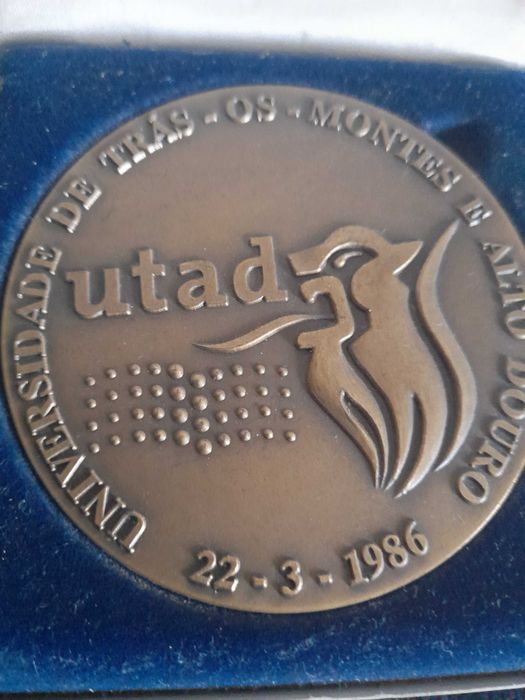 UNIVERSIDADE DE TRÁS-OS-MONTES E ALTO DOURO
utad
22-3-1986